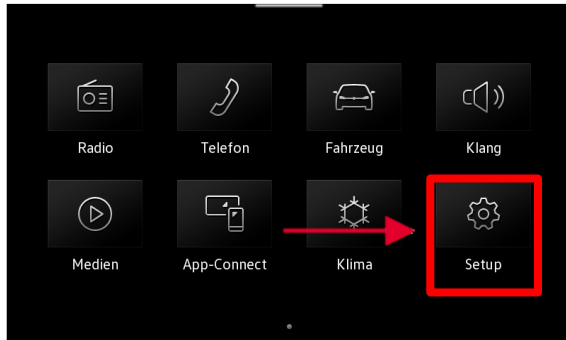 Radio
Telefon
Fahrzeug
Klang
Medien
App-Connect
Klima
Setup